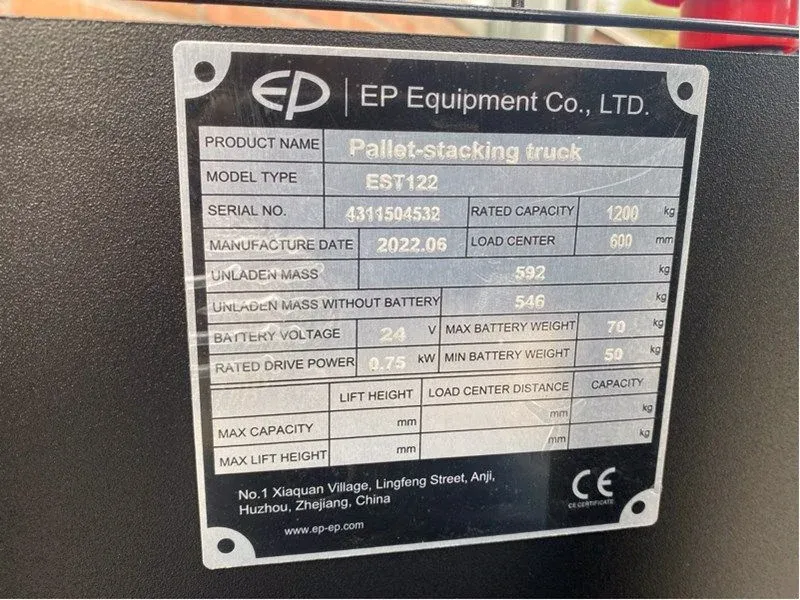 EP | EP Equipment Co., LTD.
PRODUCT NAME Pallet-stacking truck
MODEL TYPE EST122
SERIAL NO. 4311504532 RATED CAPACITY 1200 kg
MANUFACTURE DATE 2022.06 LOAD CENTER 600 mm
UNLADEN MASS 592 kg
UNLADEN MASS WITHOUT BATTERY 546 kg
BATTERY VOLTAGE 24 V MAX BATTERY WEIGHT 70 kg
RATED DRIVE POWER 0.75 kW MIN BATTERY WEIGHT 50 kg
LIFT HEIGHT LOAD CENTER DISTANCE CAPACITY
MAX CAPACITY mm mm kg
MAX LIFT HEIGHT mm mm kg
No.1 Xiaquan Village, Lingfeng Street, Anji,
Huzhou, Zhejiang, China
www.ep-ep.com
CE
CE CERTIFICATE